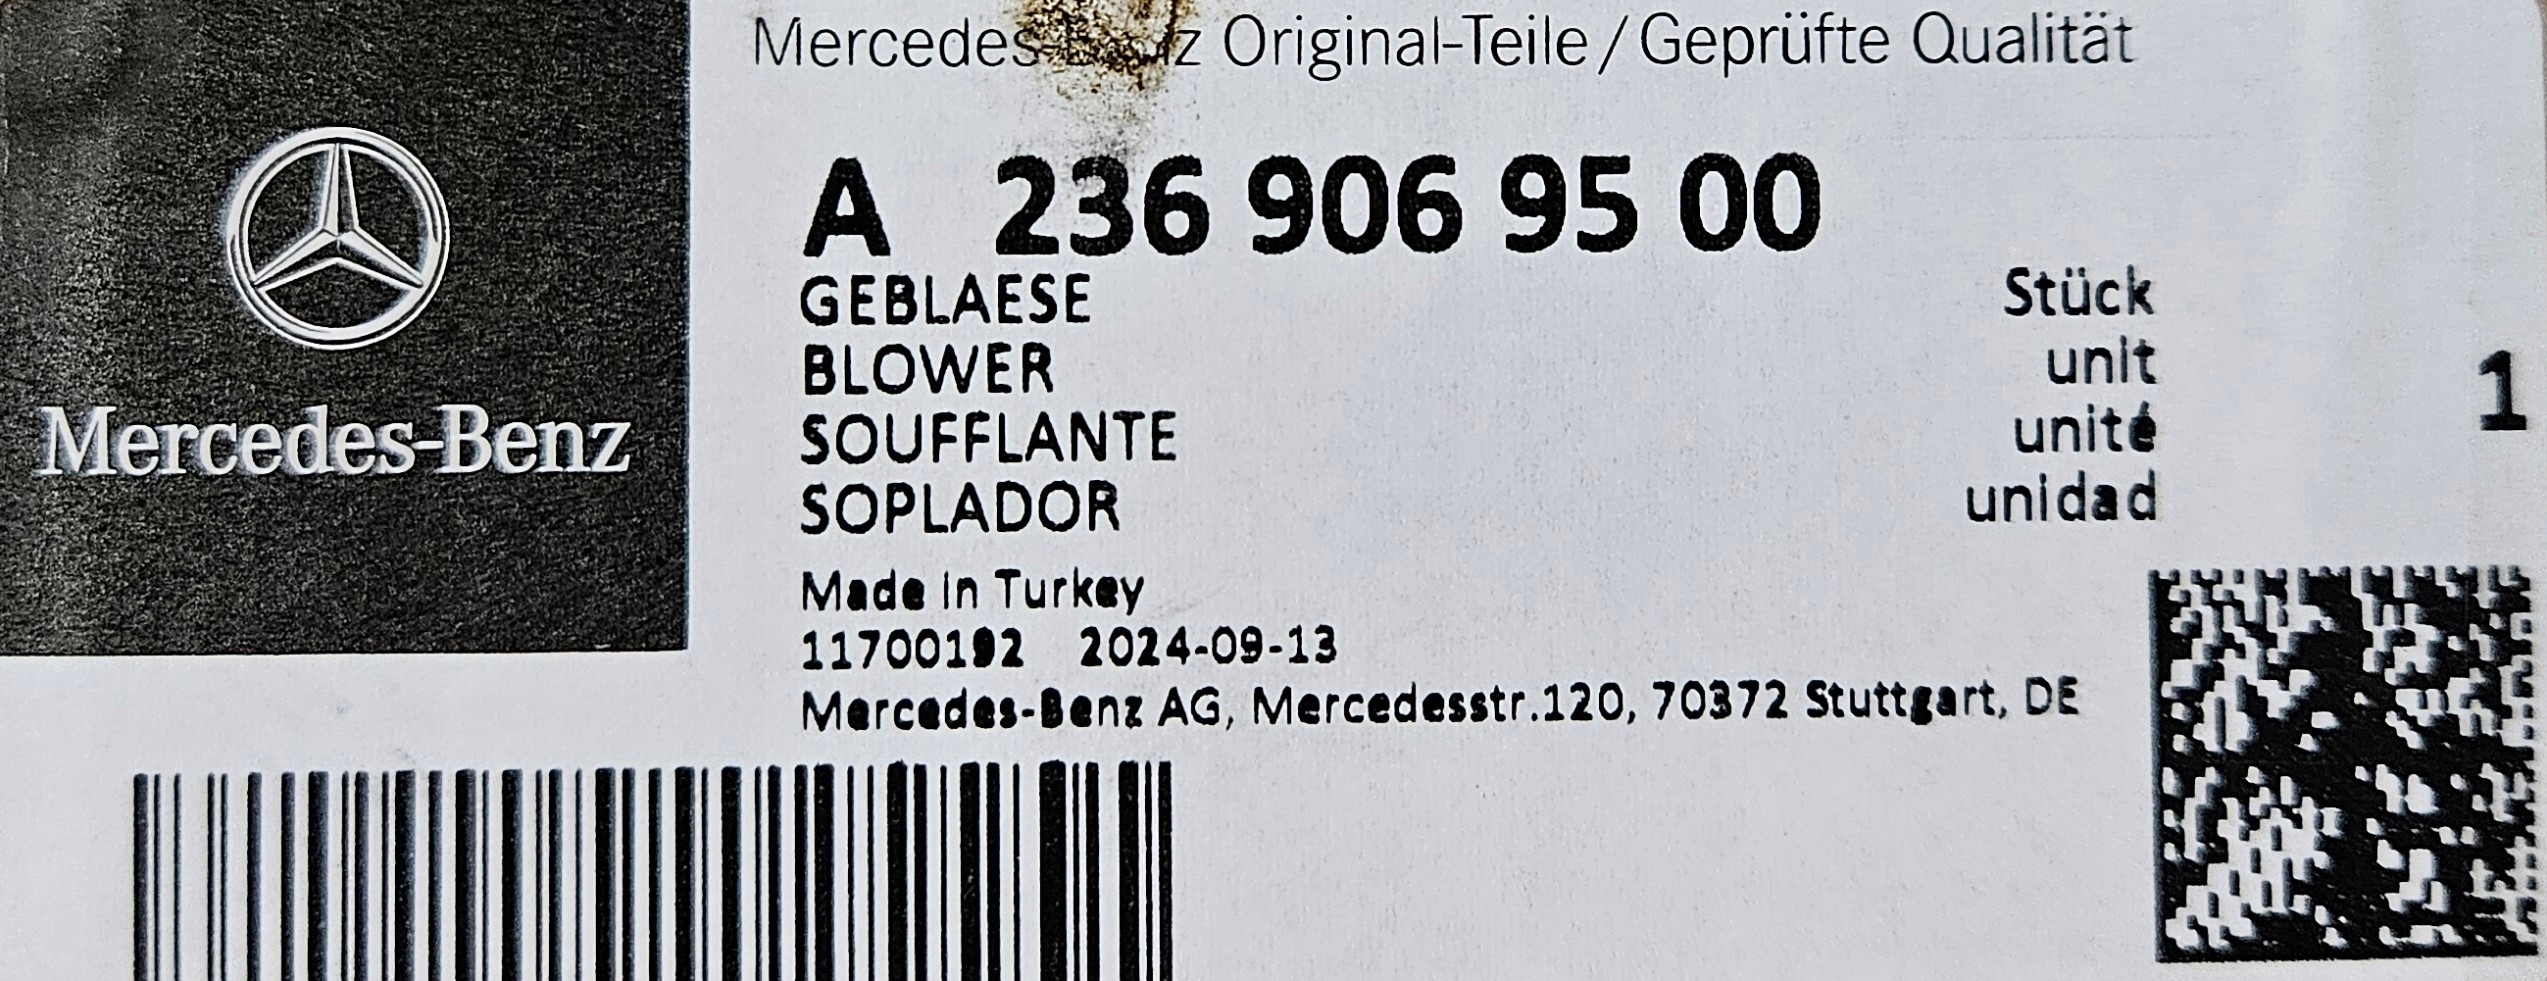 Mercedes-Benz Original-Teile/Geprüfte Qualität
Mercedes-Benz
A 236 906 95 00
GEBLAESE
BLOWER
SOUFFLANTE
SOPLADOR
Stück
unit
unité
unidad
1
Made in Turkey
11700192 2024-09-13
Mercedes-Benz AG, Mercedesstr.120, 70372 Stuttgart, DE